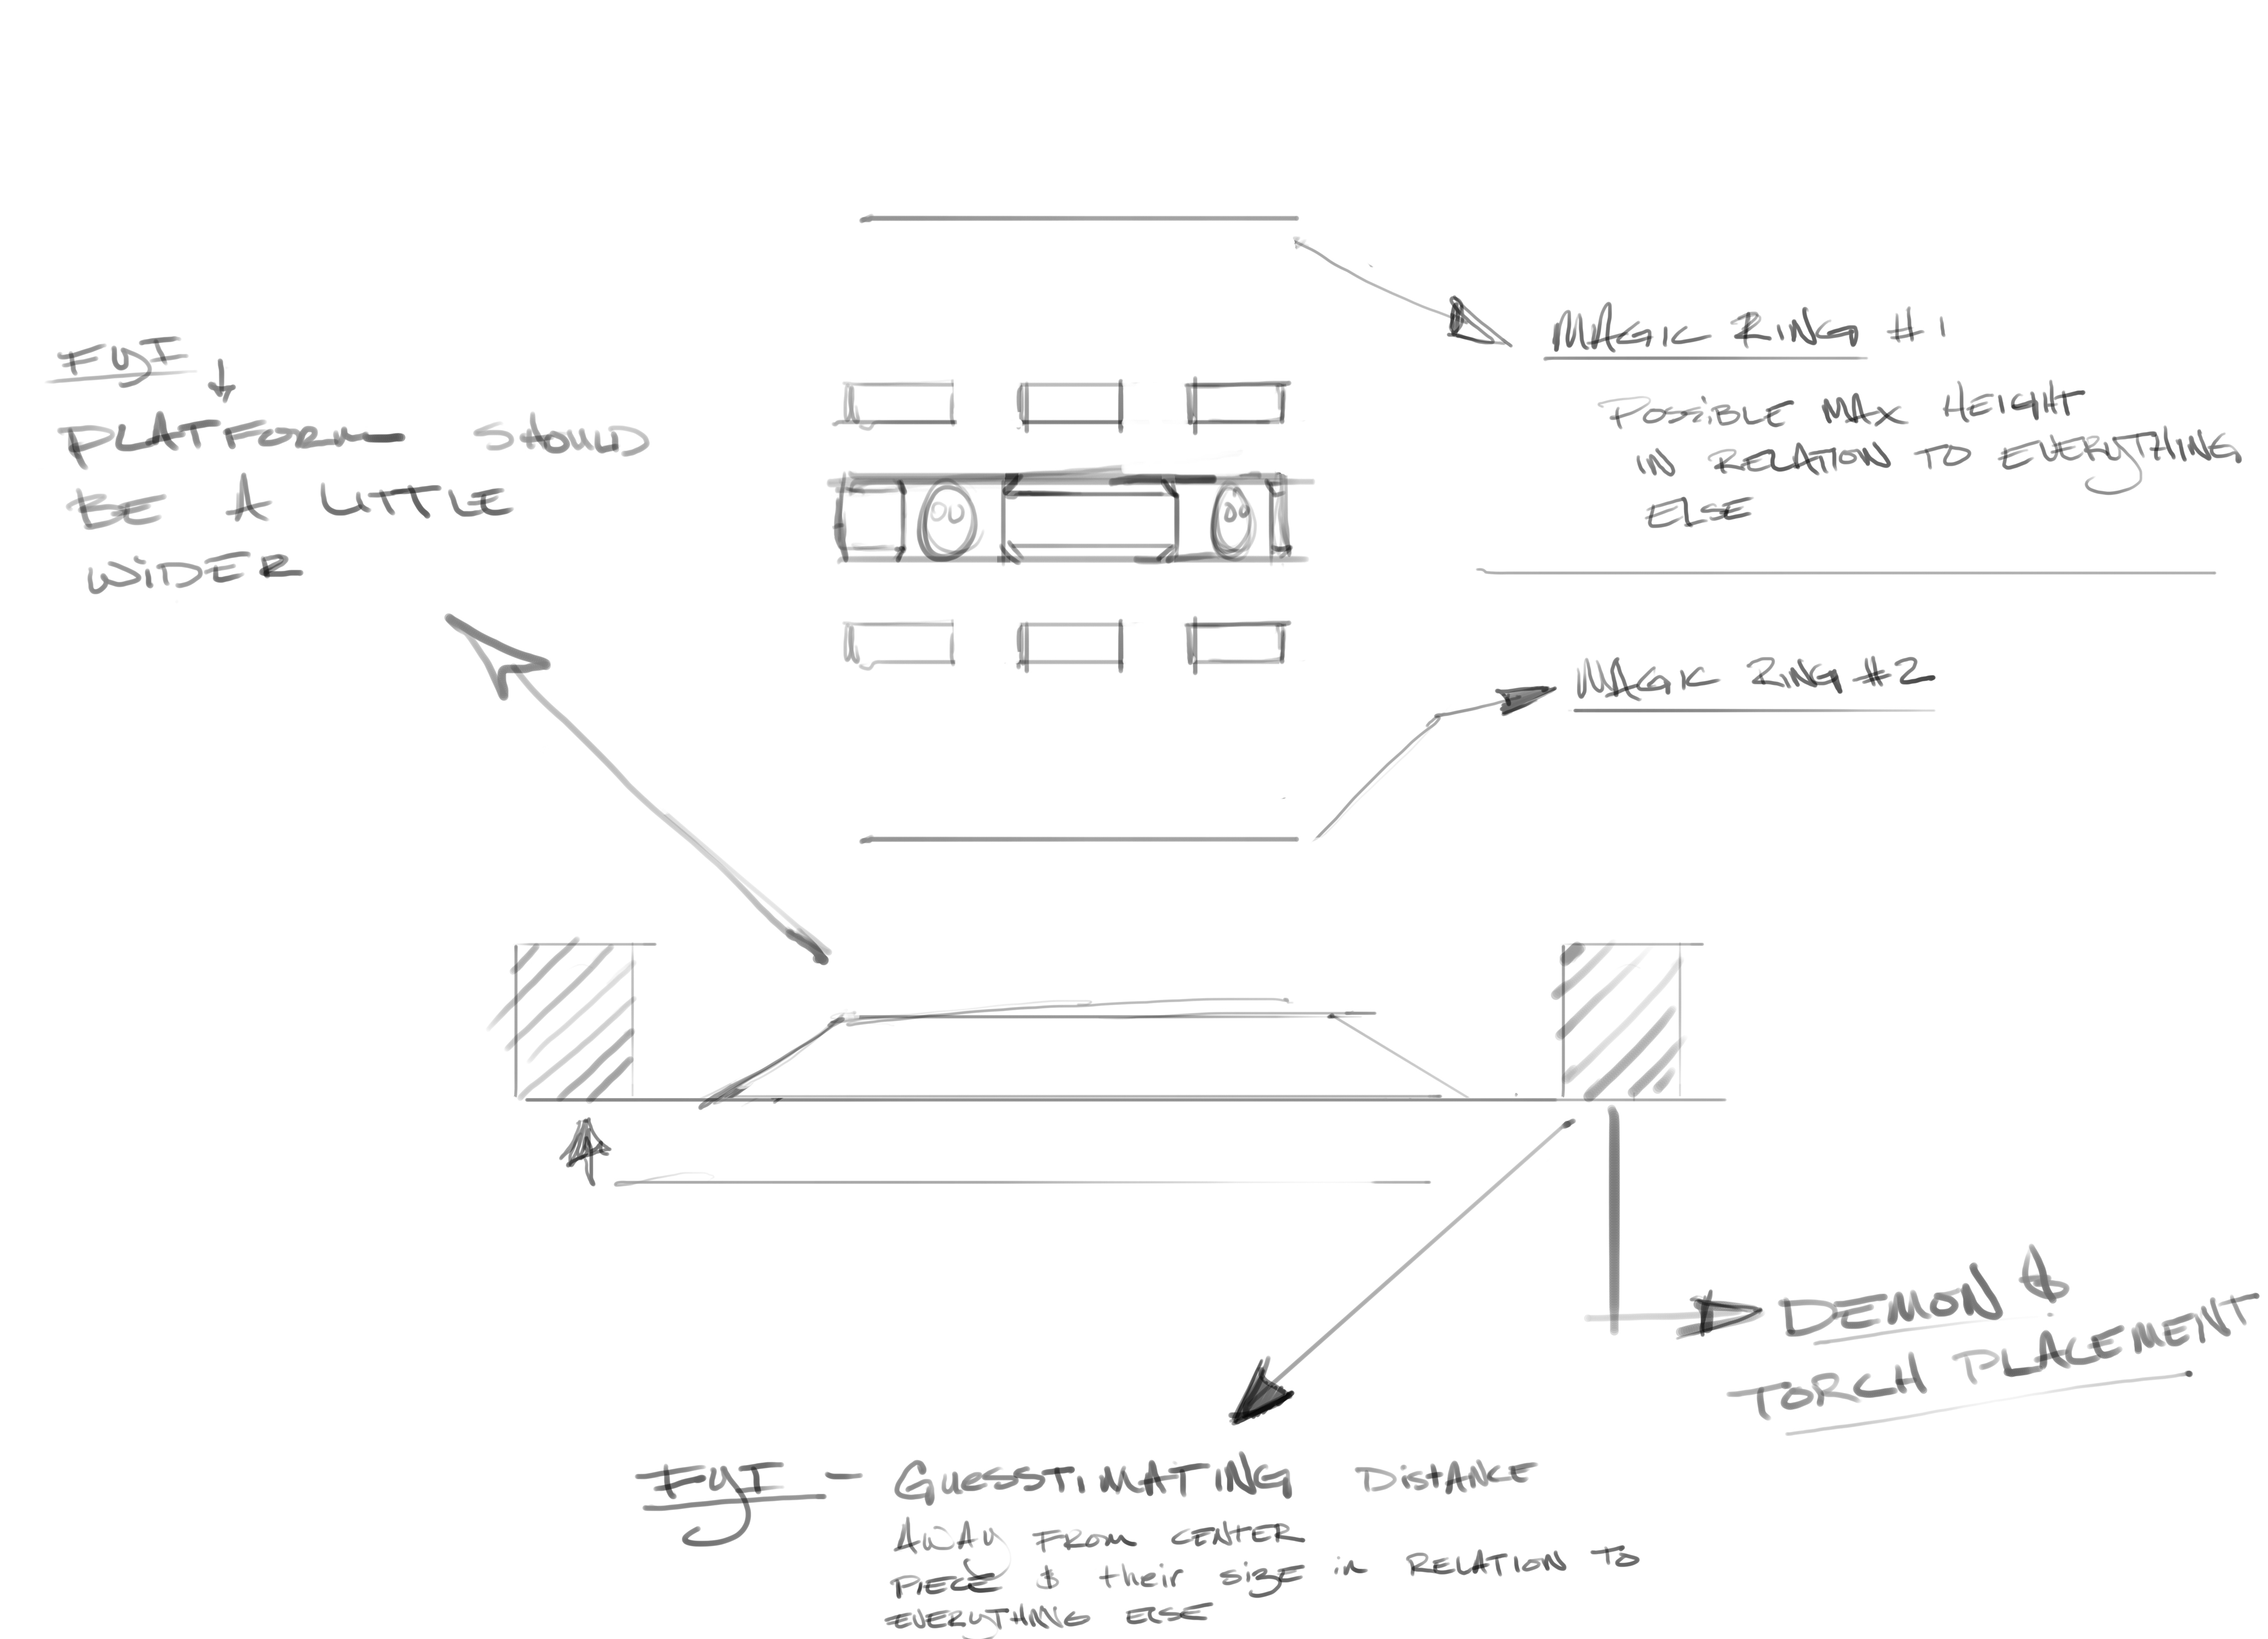 FYI
PLATFORM SHOULD
BE A LITTLE
WIDER
MAGIC RING #1
POSSIBLE MAX HEIGHT
IN RELATION TO EVERYTHING
ELSE
MAGIC RING #2
DEMON &
TORCH PLACEMENT
FYI - GUESSTIMATING DISTANCE
AWAY FROM CENTER
PIECE & their size in RELATION TO
EVERYTHING ELSE